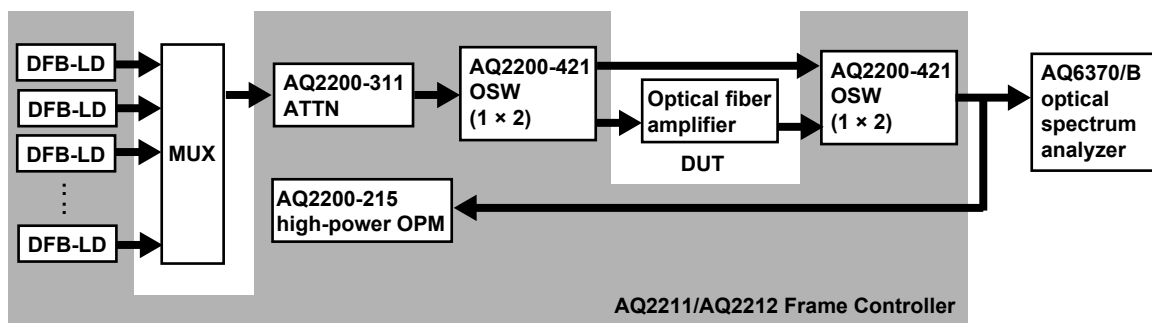 DFB-LD
DFB-LD
DFB-LD
DFB-LD
MUX
AQ2200-311
ATTN
AQ2200-421
OSW
(1 × 2)
Optical fiber
amplifier
DUT
AQ2200-421
OSW
(1 × 2)
AQ6370/B
optical
spectrum
analyzer
AQ2200-215
high-power OPM
AQ2211/AQ2212 Frame Controller